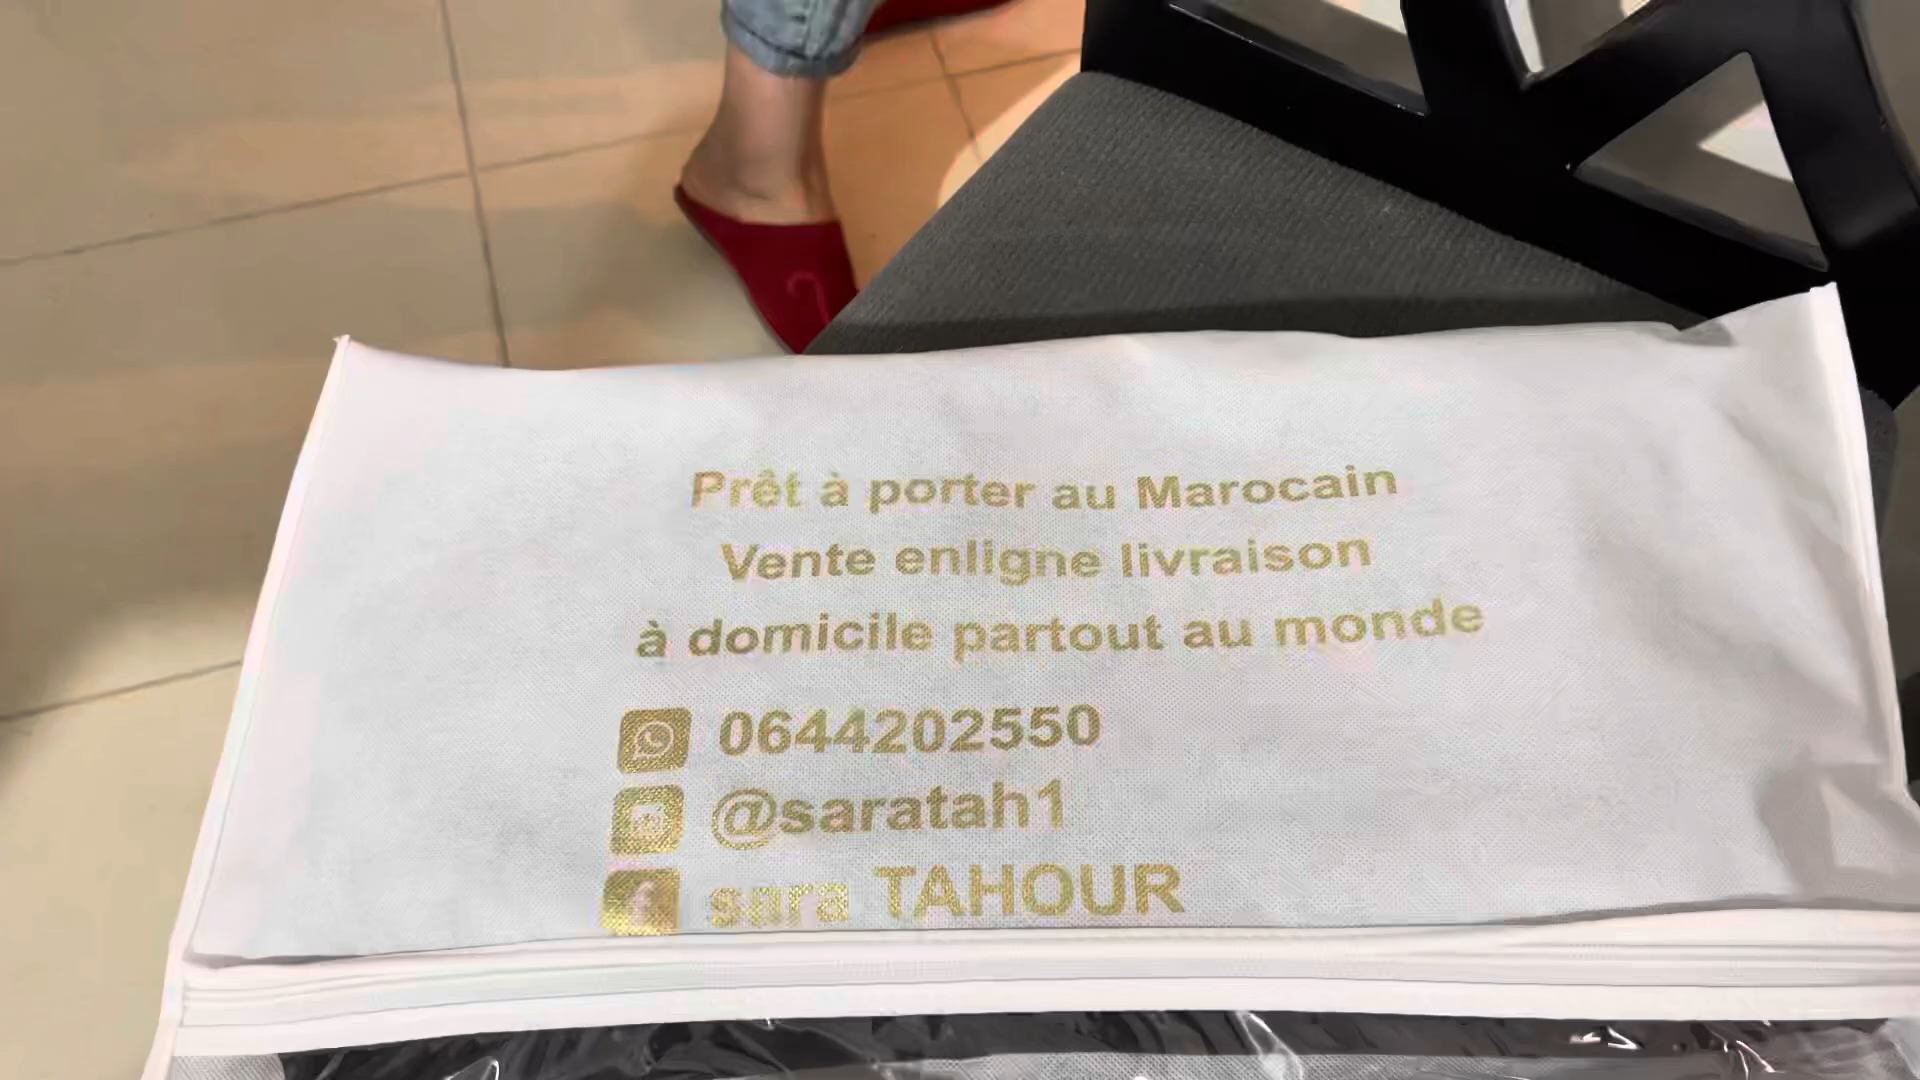 Prêt à porter au Marocain
Vente enligne livraison
à domicile partout au monde
0644202550
@saratah1
sara TAHOUR